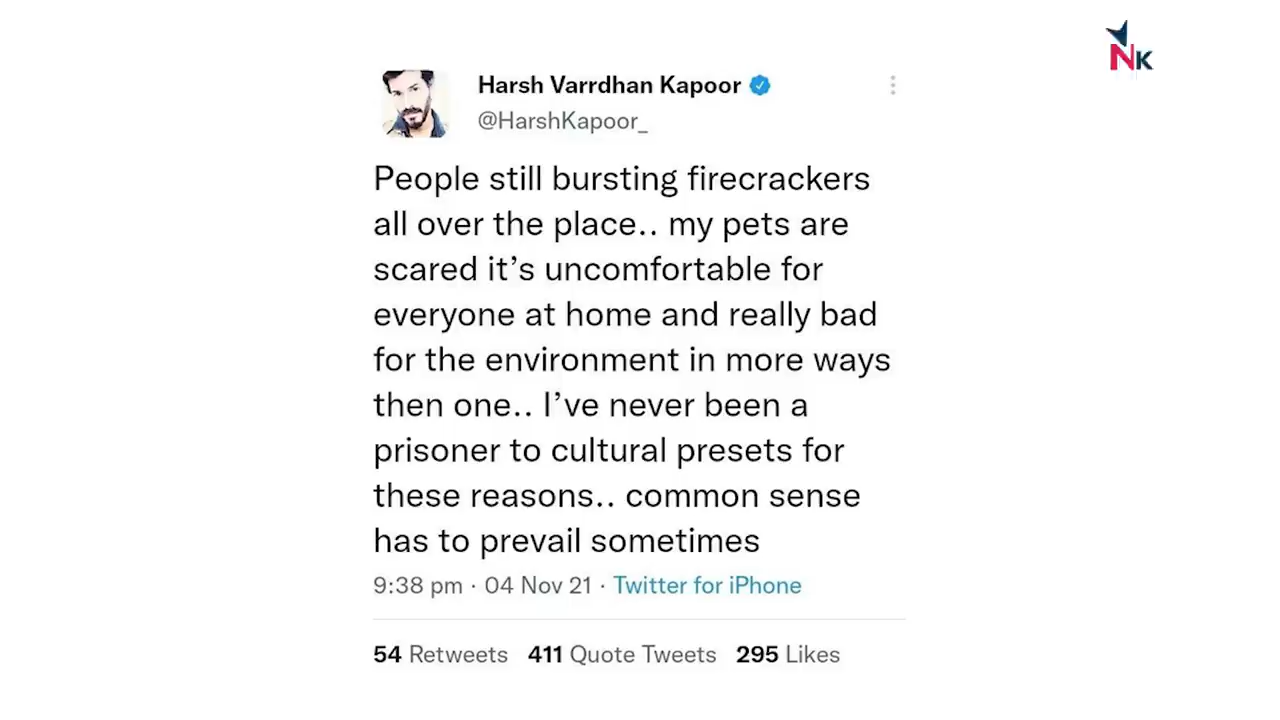 NK
Harsh Varrdhan Kapoor
@HarshKapoor_
People still bursting firecrackers
all over the place.. my pets are
scared it’s uncomfortable for
everyone at home and really bad
for the environment in more ways
then one.. I’ve never been a
prisoner to cultural presets for
these reasons.. common sense
has to prevail sometimes
9:38 pm · 04 Nov 21 · Twitter for iPhone
54 Retweets 411 Quote Tweets 295 Likes